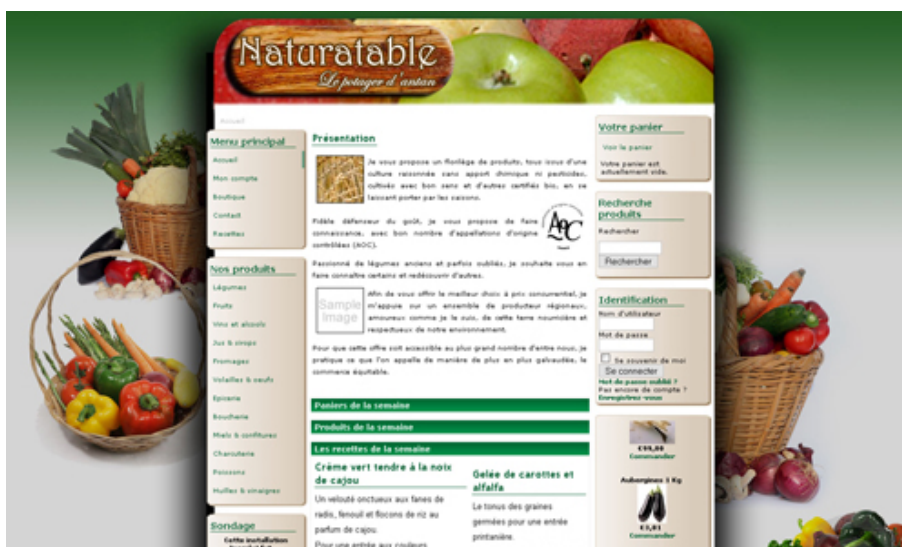 Naturatable
Le potager d'antan
Accueil
Menu principal
Accueil
Mon compte
Boutique
Contact
Recettes
Nos produits
Légumes
Fruits
Vins et alcools
Jus & sirops
Fromages
Volailles & oeufs
Epicerie
Boucherie
Miels & confitures
Charcuterie
Poissons
Huilles & vinaigres
Sondage
Cette installation
Présentation
Je vous propose un florilège de produits, tous issus d'une
culture raisonnée sans apport chimique ni pesticides,
cultivés avec bon sens et d'autres certifiés bio, en se
laissant porter par les saisons.
Fidèle défenseur du goût, je vous propose de faire
connaissance, avec bon nombre d'appellations d'origine
contrôlées (AOC).
AOC
Passionné de légumes anciens et parfois oubliés, je souhaite vous en
faire connaître certains et redécouvrir d'autres.
Sample
Image
Afin de vous offrir le meilleur choix à prix concurrentiel, je
m'appuie sur un ensemble de producteur régionaux,
amoureux comme je le suis, de cette terre nourricière et
respectueux de notre environnement.
Pour que cette offre soit accessible au plus grand nombre d'entre nous, je
pratique ce que l'on appelle de manière de plus en plus galvaudée, le
commerce équitable.
Paniers de la semaine
Produits de la semaine
Les recettes de la semaine
Crème vert tendre à la noix
de cajou
Un velouté onctueux aux fanes de
radis, fenouil et flocons de riz au
parfum de cajou.
Pour une entrée aux couleurs
Gelée de carottes et
alfalfa
Le tonus des graines
germées pour une entrée
printanière.
Votre panier
Voir le panier
Votre panier est
actuellement vide.
Recherche
produits
Rechercher
Rechercher
Identification
Nom d'utilisateur
Mot de passe
Se souvenir de moi
Se connecter
Mot de passe oublié ?
Pas encore de compte ?
Enregistrez-vous
Commander
Aubergines 1 Kg
€3,01
Commander